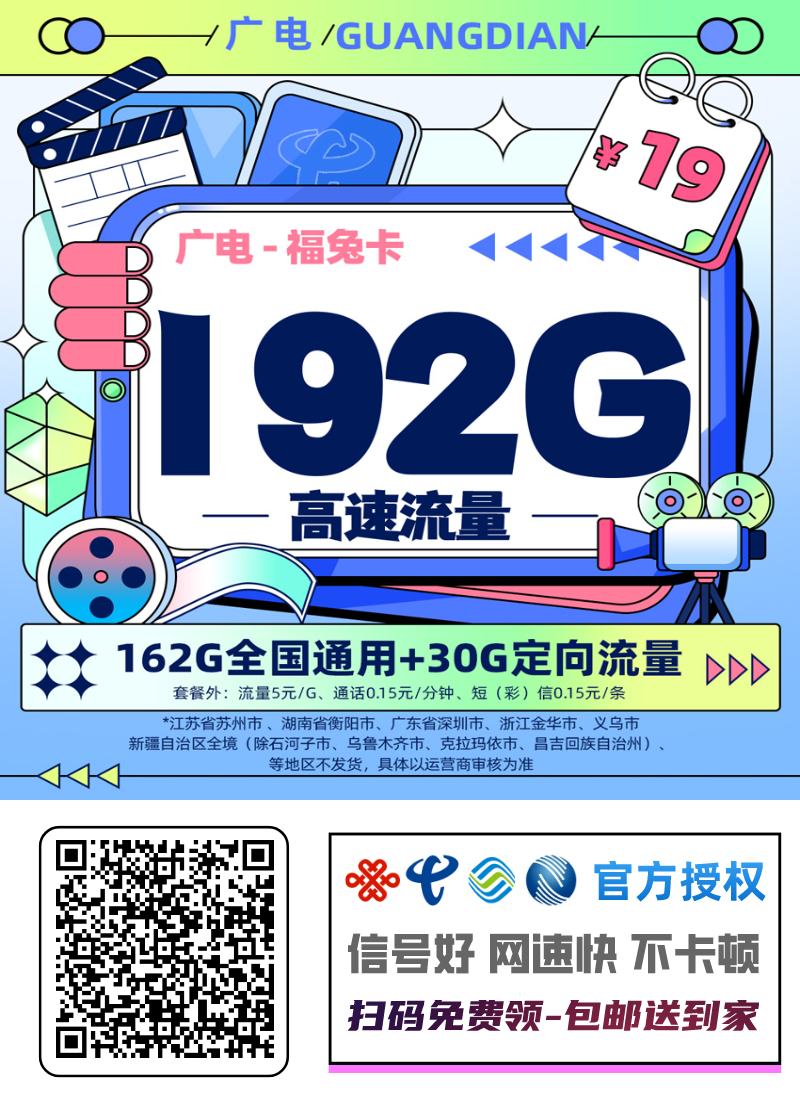 广电/GUANGDIAN
¥19
广电-福兔卡
192G
高速流量
162G全国通用+30G定向流量
套餐外：流量5元/G、通话0.15元/分钟、短（彩）信0.15元/条
*江苏省苏州市、湖南省衡阳市、广东省深圳市、浙江金华市、义乌市
新疆自治区全境（除石河子市、乌鲁木齐市、克拉玛依市、昌吉回族自治州）、
等地区不发货，具体以运营商审核为准
官方授权
信号好 网速快 不卡顿
扫码免费领-包邮送到家